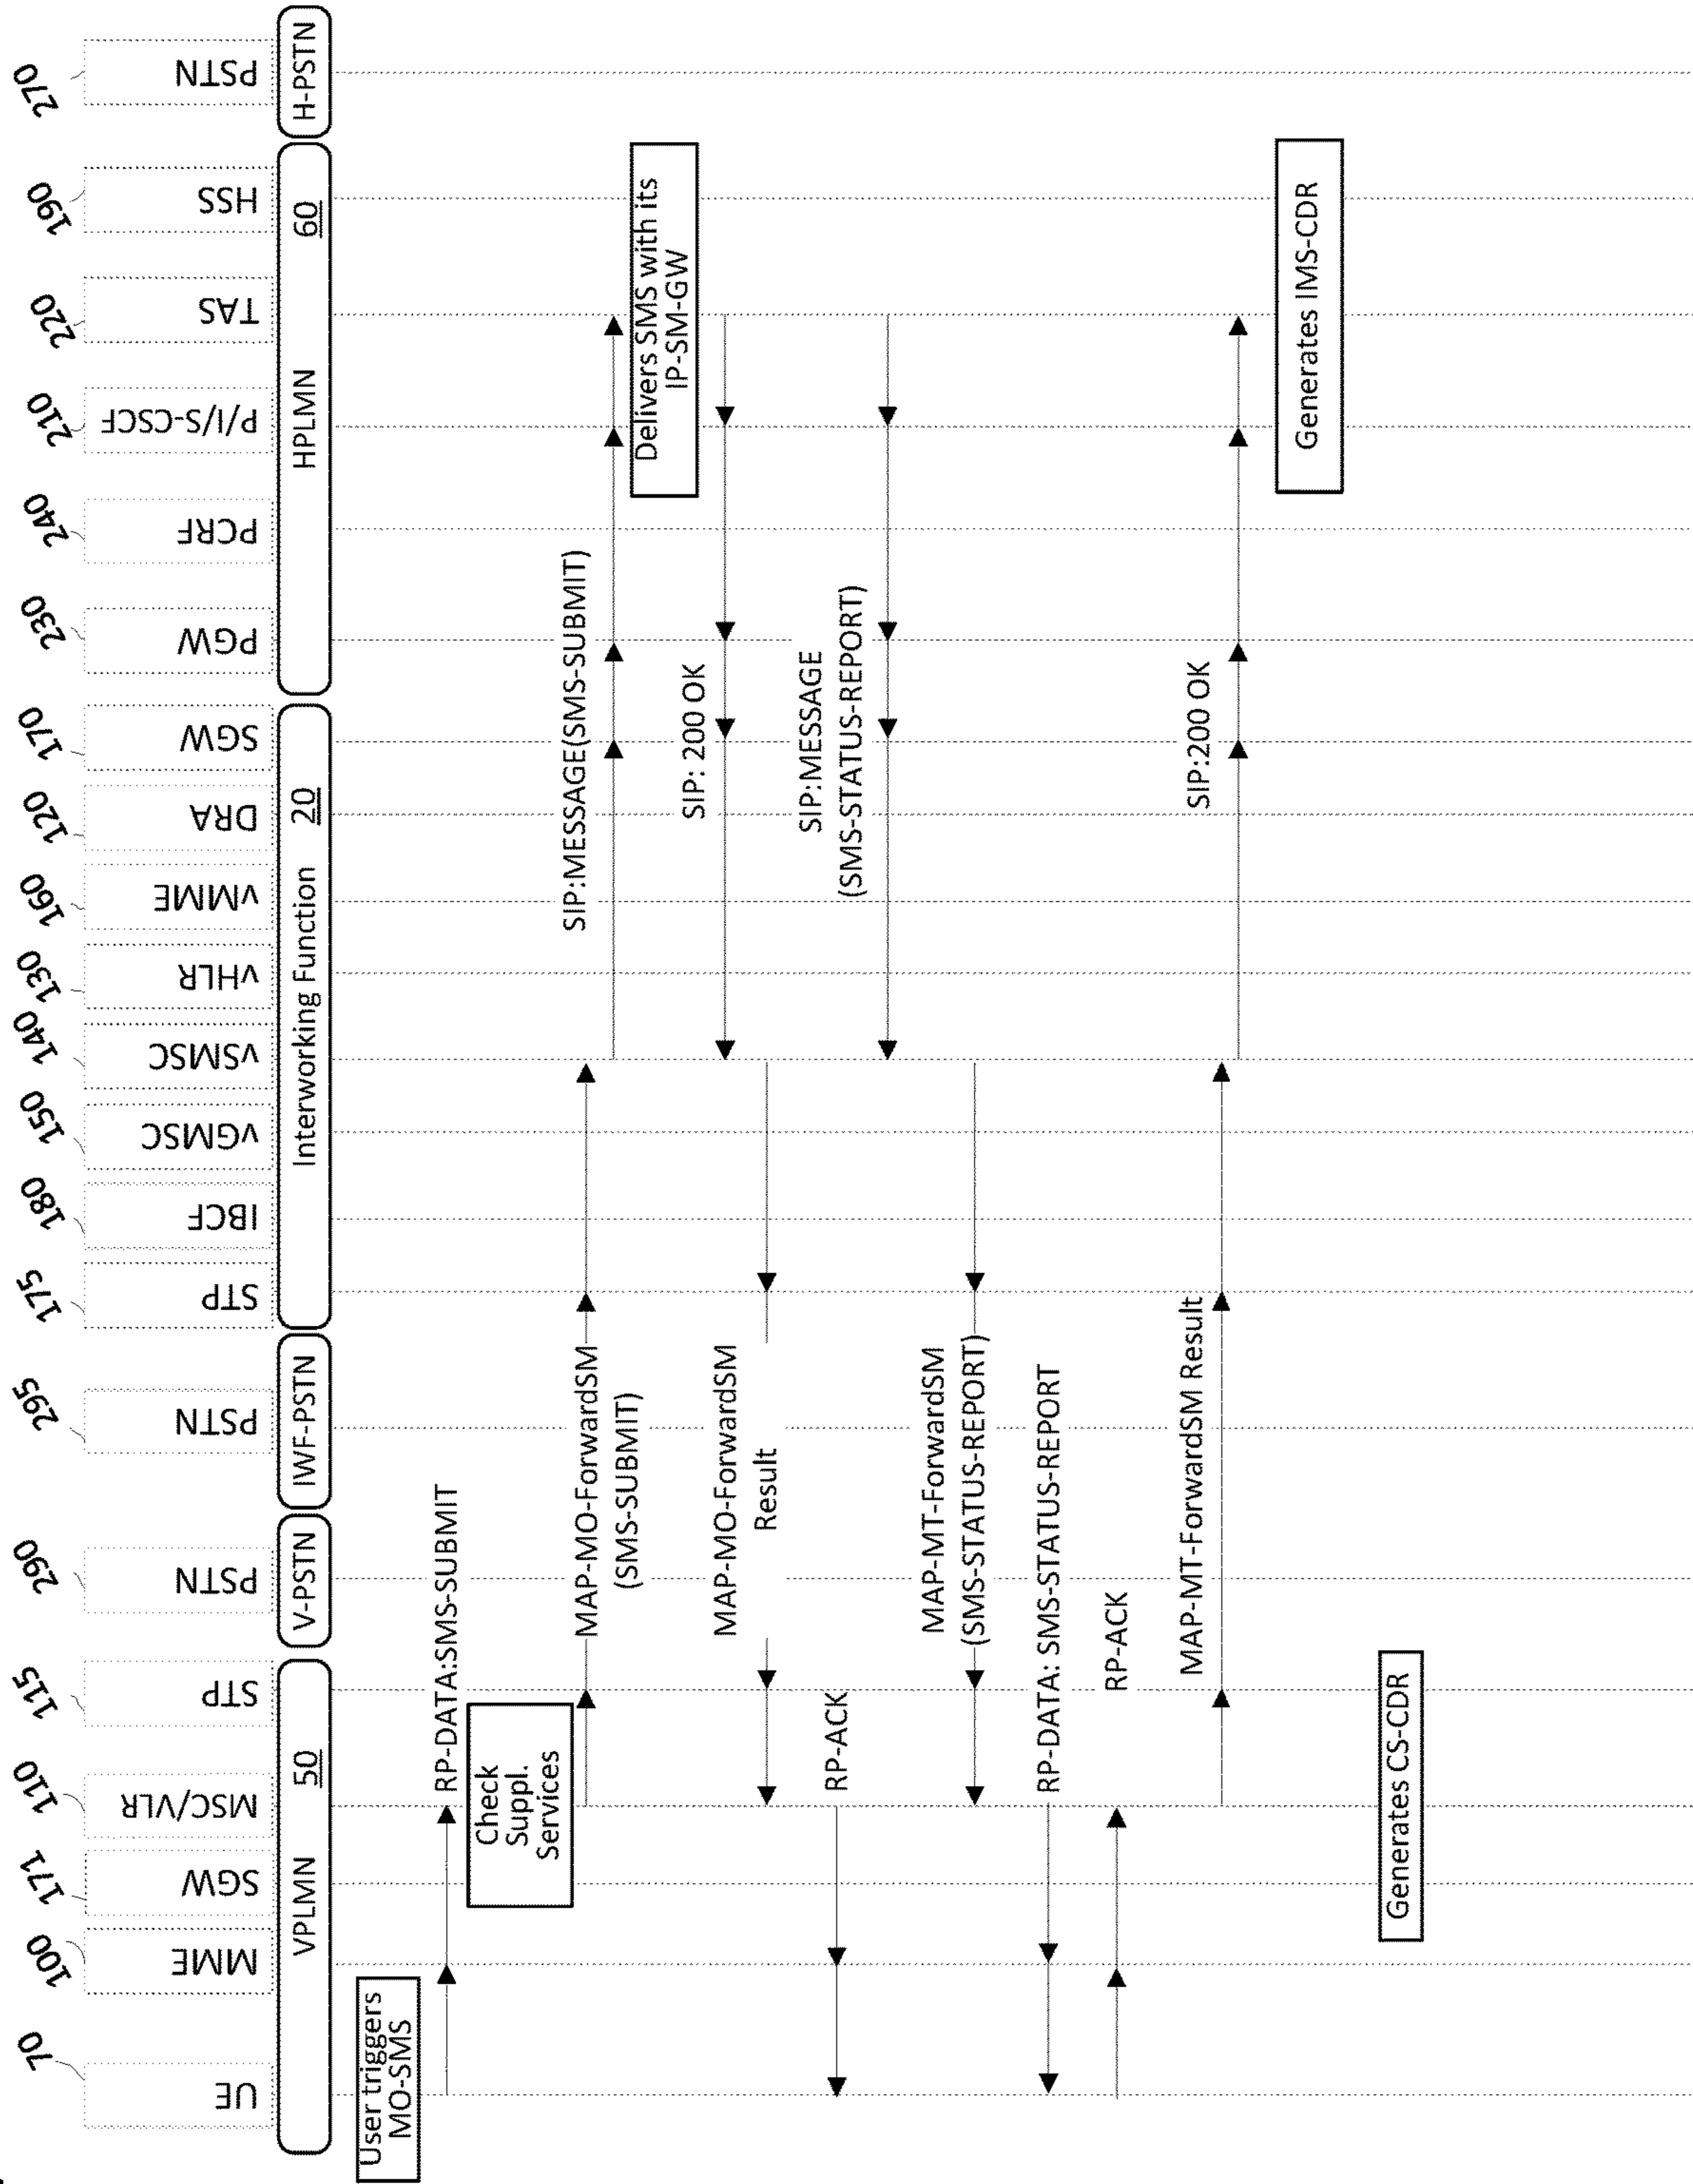 70
100
171
110
115
290
295
175
180
150
140
130
160
120
170
230
240
210
220
190
270
UE
MME
SGW
MSC/VLR
STP
PSTN
PSTN
STP
IBCF
vGMSC
vSMSC
vHLR
vMME
DRA
SGW
PGW
PCRF
P/I/S-CSCF
TAS
HSS
PSTN
VPLMN 50
V-PSTN
IWF-PSTN
Interworking Function 20
HPLMN 60
H-PSTN
User triggers
MO-SMS
RP-DATA:SMS-SUBMIT
Check
Suppl.
Services
MAP-MO-ForwardSM
(SMS-SUBMIT)
SIP:MESSAGE(SMS-SUBMIT)
Delivers SMS with its
IP-SM-GW
SIP: 200 OK
MAP-MO-ForwardSM
Result
RP-ACK
SIP:MESSAGE
(SMS-STATUS-REPORT)
MAP-MT-ForwardSM
(SMS-STATUS-REPORT)
RP-DATA: SMS-STATUS-REPORT
RP-ACK
MAP-MT-ForwardSM Result
SIP:200 OK
Generates IMS-CDR
Generates CS-CDR